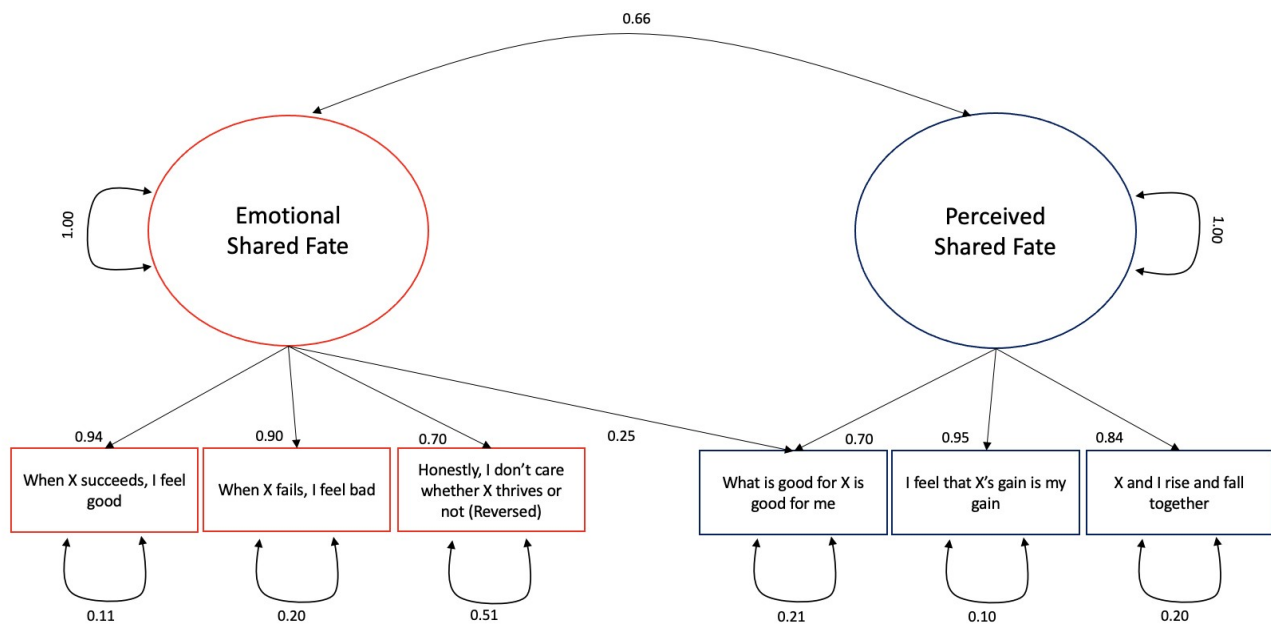 0.66
1.00
Emotional
Shared Fate
Perceived
Shared Fate
1.00
0.94
0.90
0.70
0.25
0.70
0.95
0.84
When X succeeds, I feel
good
When X fails, I feel bad
Honestly, I don’t care
whether X thrives or
not (Reversed)
What is good for X is
good for me
I feel that X’s gain is my
gain
X and I rise and fall
together
0.11
0.20
0.51
0.21
0.10
0.20